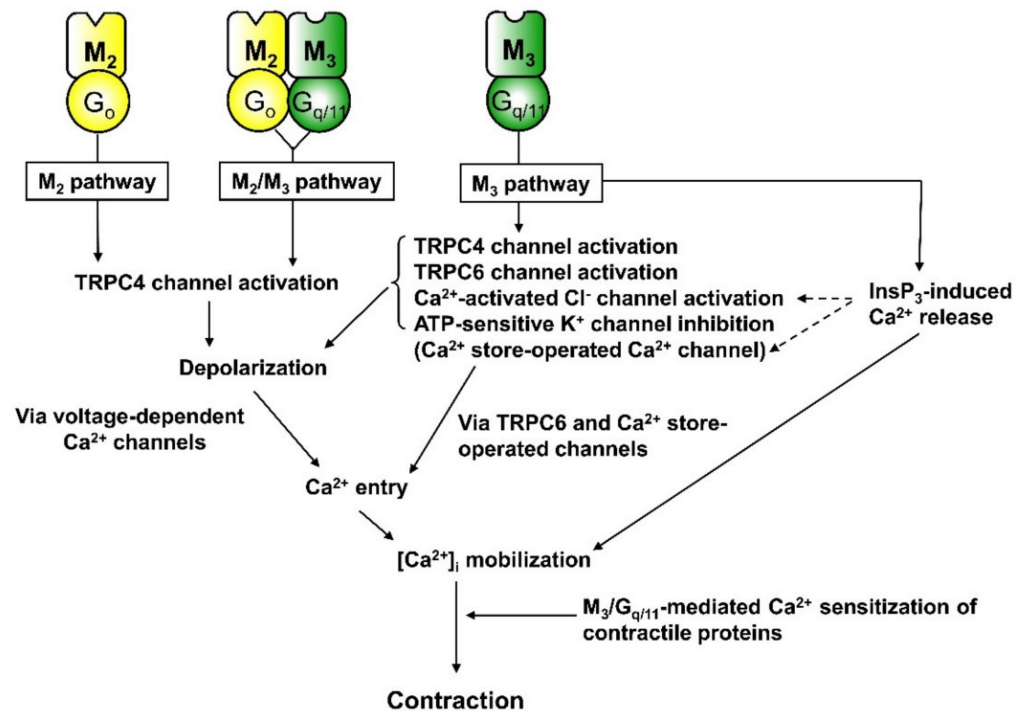 M₂
Gₒ
M₂ M₃
Gₒ G_q/11
M₃
G_q/11
M₂ pathway
M₂/M₃ pathway
M₃ pathway
TRPC4 channel activation
TRPC4 channel activation
TRPC6 channel activation
Ca²⁺-activated Cl⁻ channel activation
ATP-sensitive K⁺ channel inhibition
(Ca²⁺ store-operated Ca²⁺ channel)
InsP₃-induced
Ca²⁺ release
Depolarization
Via voltage-dependent
Ca²⁺ channels
Via TRPC6 and Ca²⁺ store-
operated channels
Ca²⁺ entry
[Ca²⁺]ᵢ mobilization
M₃/G_q/11-mediated Ca²⁺ sensitization of
contractile proteins
Contraction